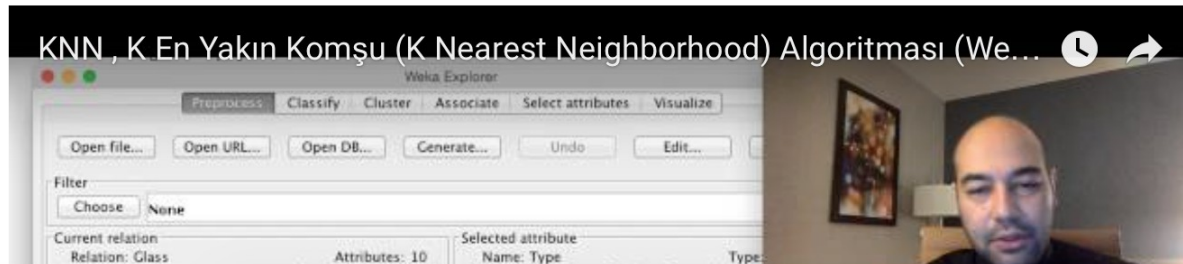 KNN , K En Yakın Komşu (K Nearest Neighborhood) Algoritması (We...
Weka Explorer
Preprocess Classify Cluster Associate Select attributes Visualize
Open file... Open URL... Open DB... Generate... Undo Edit...
Filter
Choose None
Current relation Selected attribute
Relation: Glass Attributes: 10 Name: Type Type: